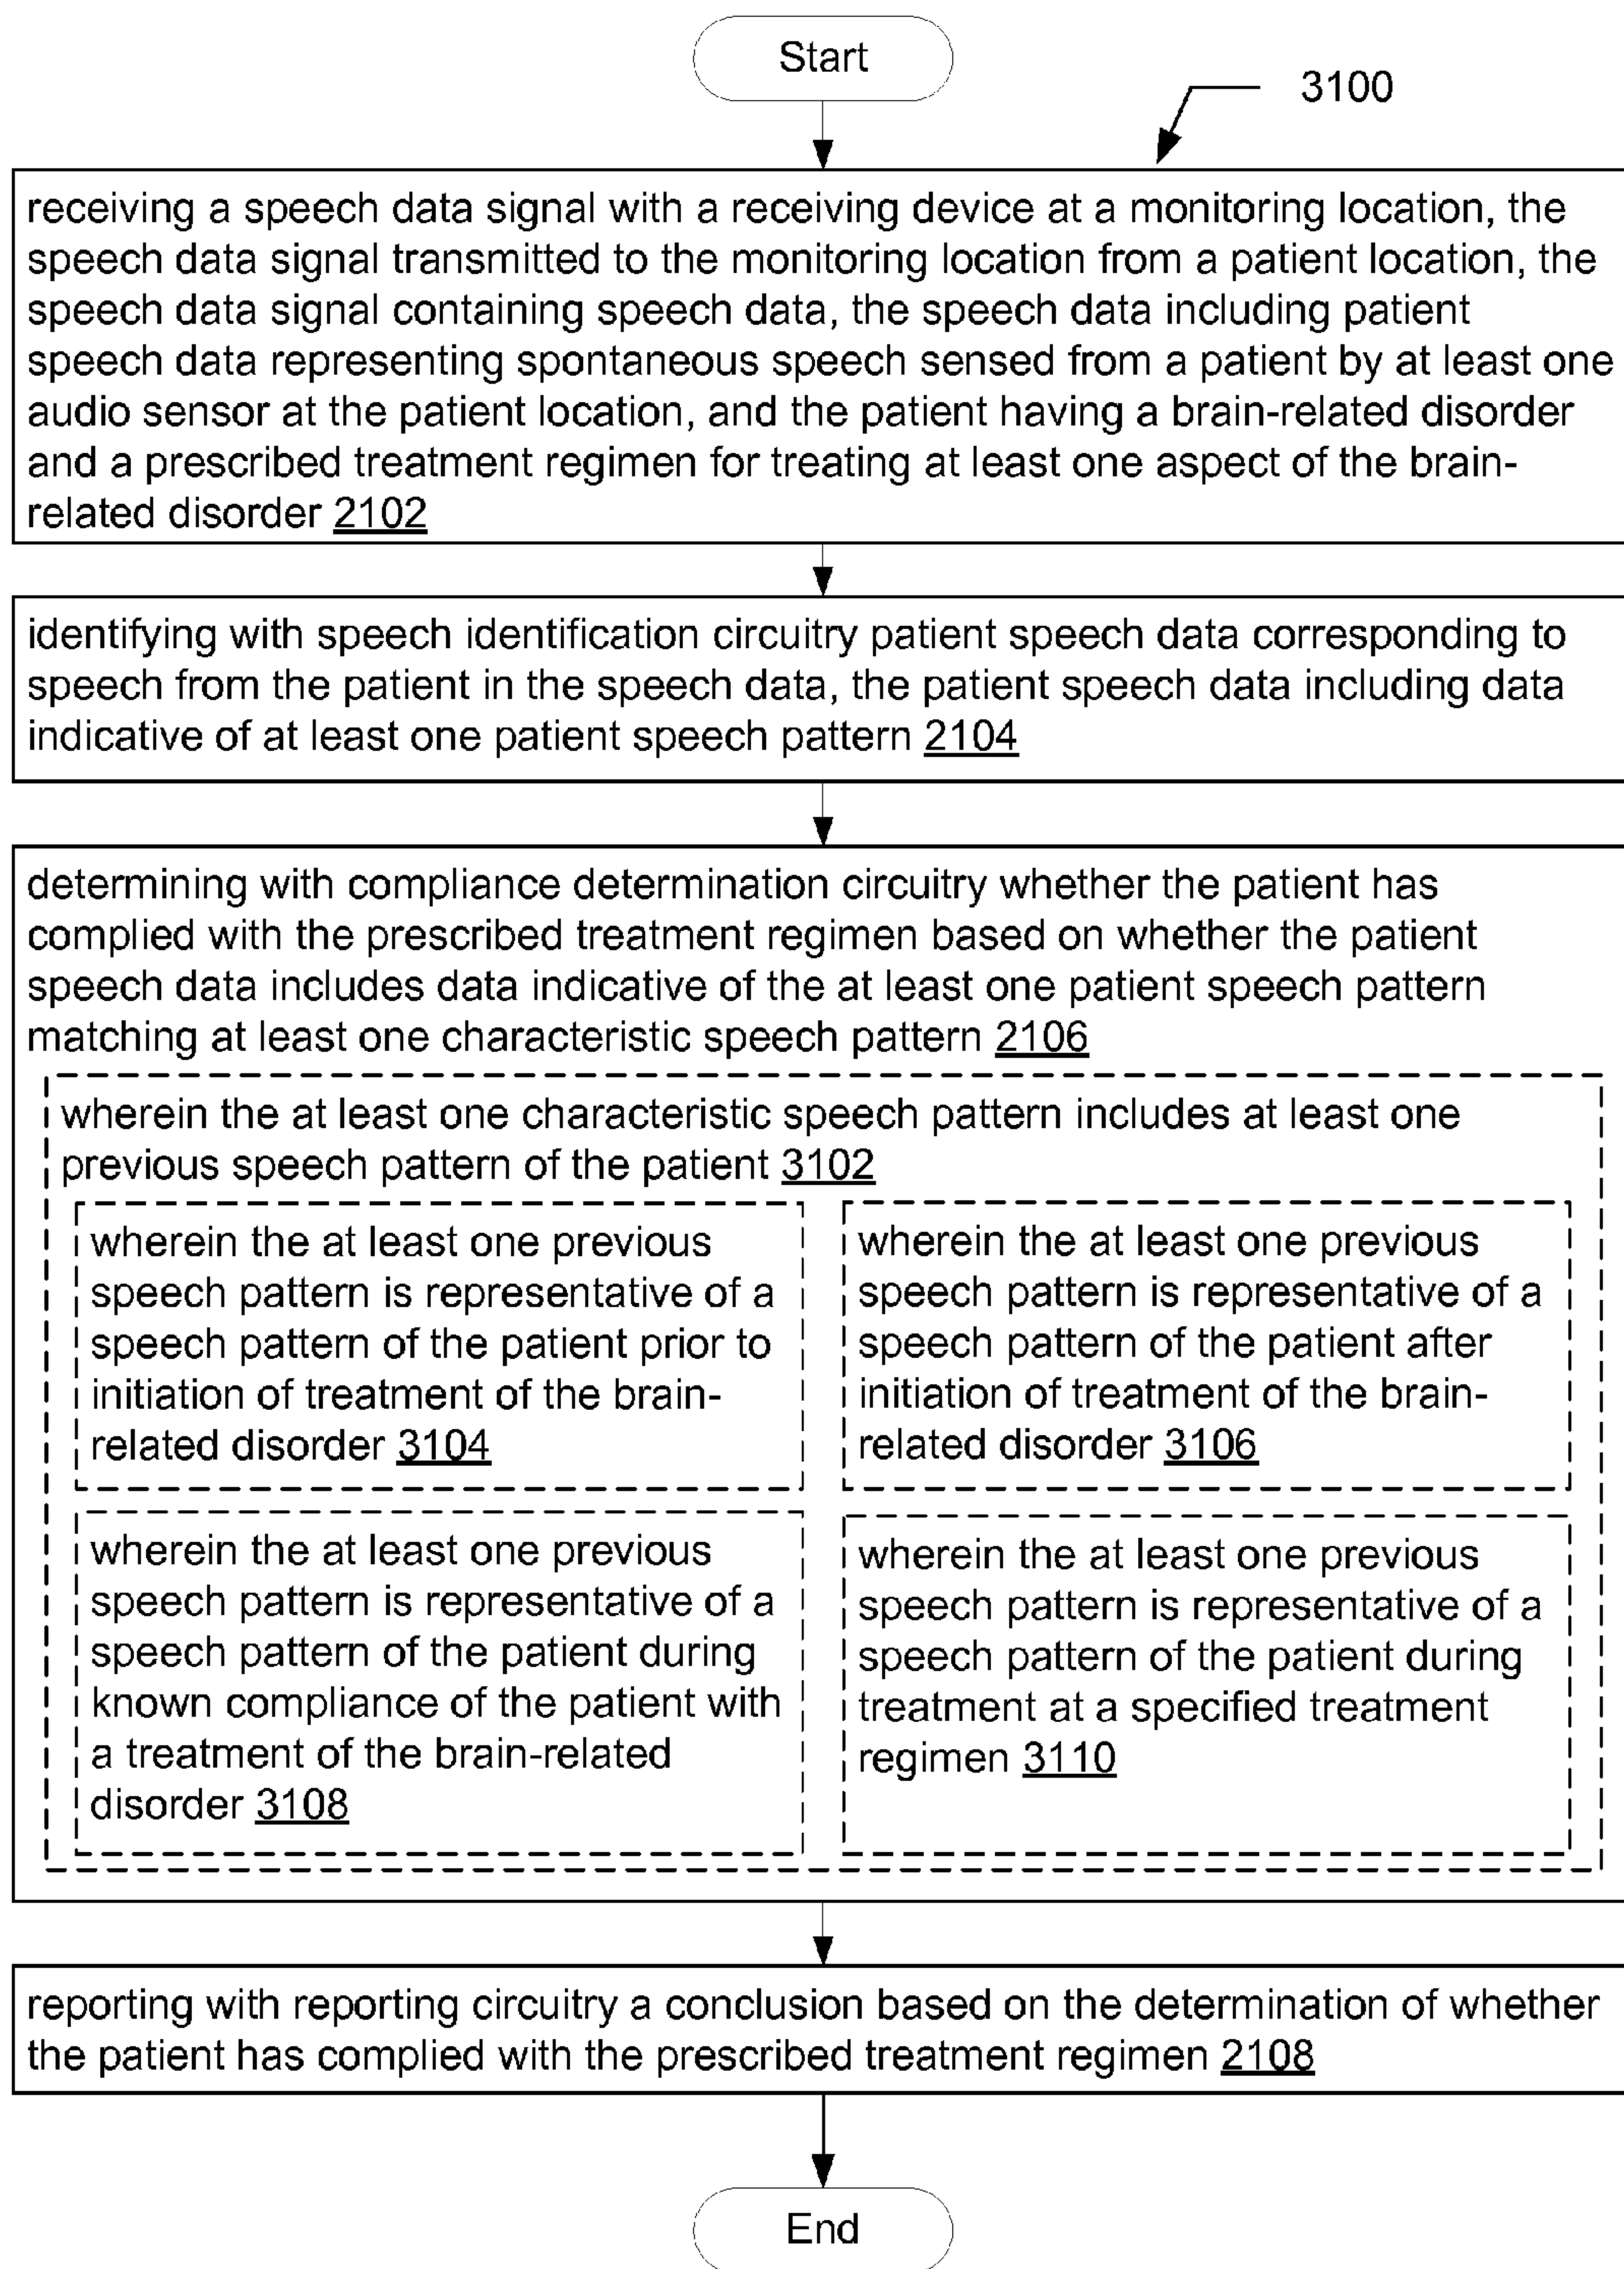 Start
3100
receiving a speech data signal with a receiving device at a monitoring location, the
speech data signal transmitted to the monitoring location from a patient location, the
speech data signal containing speech data, the speech data including patient
speech data representing spontaneous speech sensed from a patient by at least one
audio sensor at the patient location, and the patient having a brain-related disorder
and a prescribed treatment regimen for treating at least one aspect of the brain-
related disorder 2102
identifying with speech identification circuitry patient speech data corresponding to
speech from the patient in the speech data, the patient speech data including data
indicative of at least one patient speech pattern 2104
determining with compliance determination circuitry whether the patient has
complied with the prescribed treatment regimen based on whether the patient
speech data includes data indicative of the at least one patient speech pattern
matching at least one characteristic speech pattern 2106
wherein the at least one characteristic speech pattern includes at least one
previous speech pattern of the patient 3102
wherein the at least one previous
speech pattern is representative of a
speech pattern of the patient prior to
initiation of treatment of the brain-
related disorder 3104
wherein the at least one previous
speech pattern is representative of a
speech pattern of the patient after
initiation of treatment of the brain-
related disorder 3106
wherein the at least one previous
speech pattern is representative of a
speech pattern of the patient during
known compliance of the patient with
a treatment of the brain-related
disorder 3108
wherein the at least one previous
speech pattern is representative of a
speech pattern of the patient during
treatment at a specified treatment
regimen 3110
reporting with reporting circuitry a conclusion based on the determination of whether
the patient has complied with the prescribed treatment regimen 2108
End